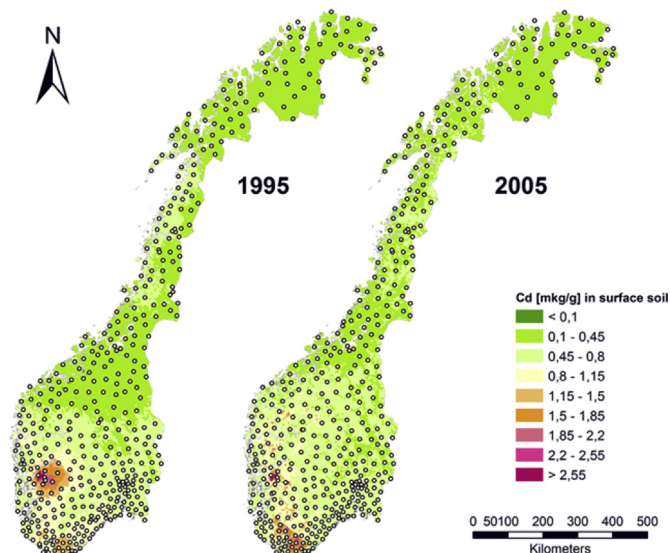 N
1995
2005
Cd [mkg/g] in surface soil
< 0,1
0,1 - 0,45
0,45 - 0,8
0,8 - 1,15
1,15 - 1,5
1,5 - 1,85
1,85 - 2,2
2,2 - 2,55
> 2,55
0 50100 200 300 400 500
Kilometers